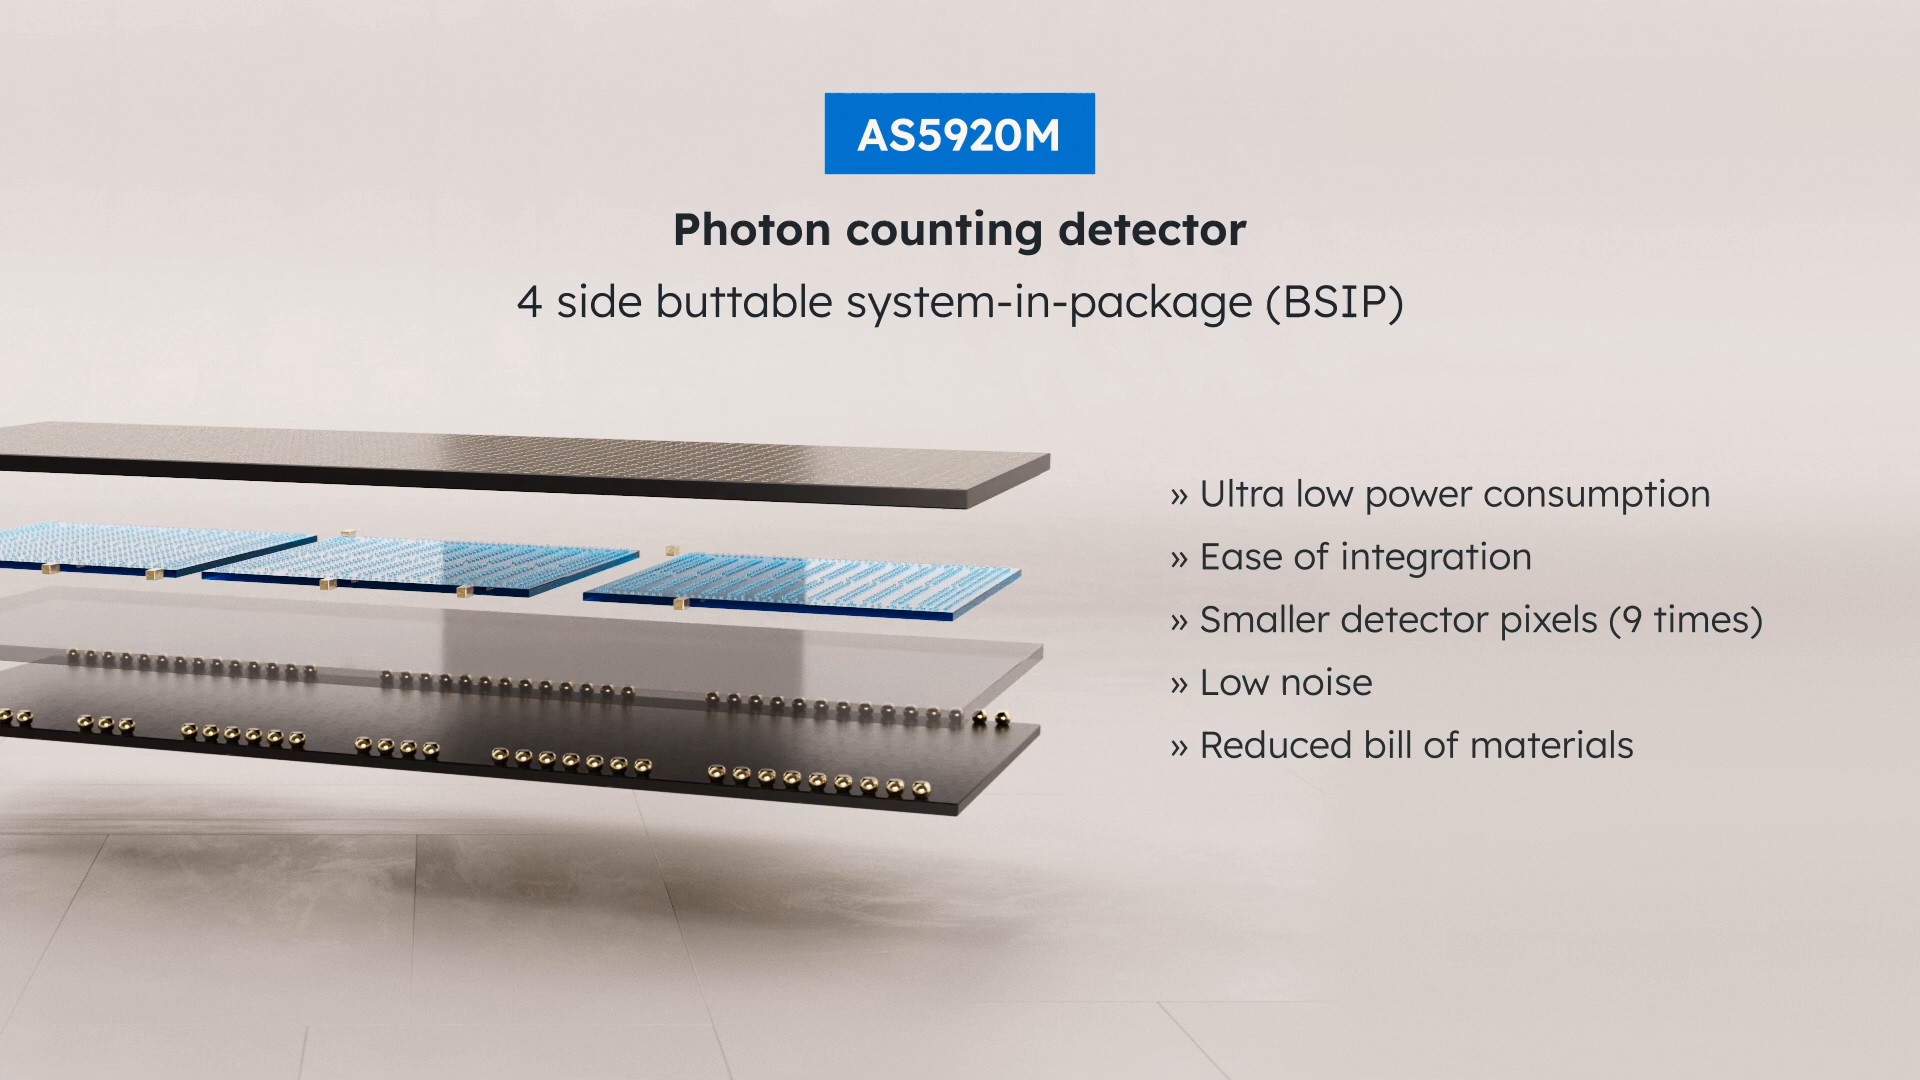 AS5920M
Photon counting detector
4 side buttable system-in-package (BSIP)
» Ultra low power consumption
» Ease of integration
» Smaller detector pixels (9 times)
» Low noise
» Reduced bill of materials